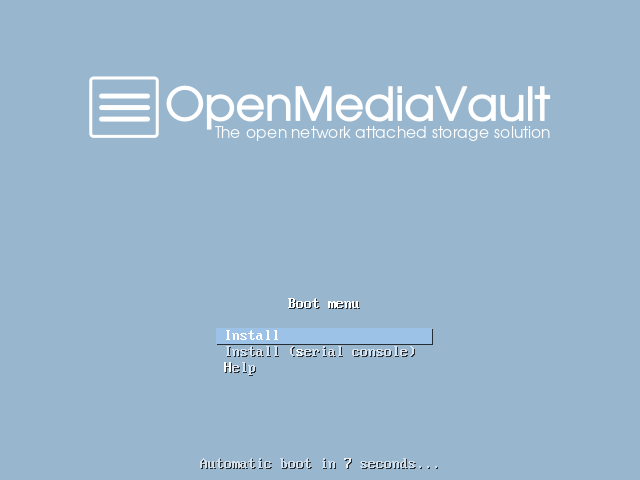 OpenMediaVault
The open network attached storage solution
Boot menu
Install
Install (serial console)
Help
Automatic boot in 7 seconds...